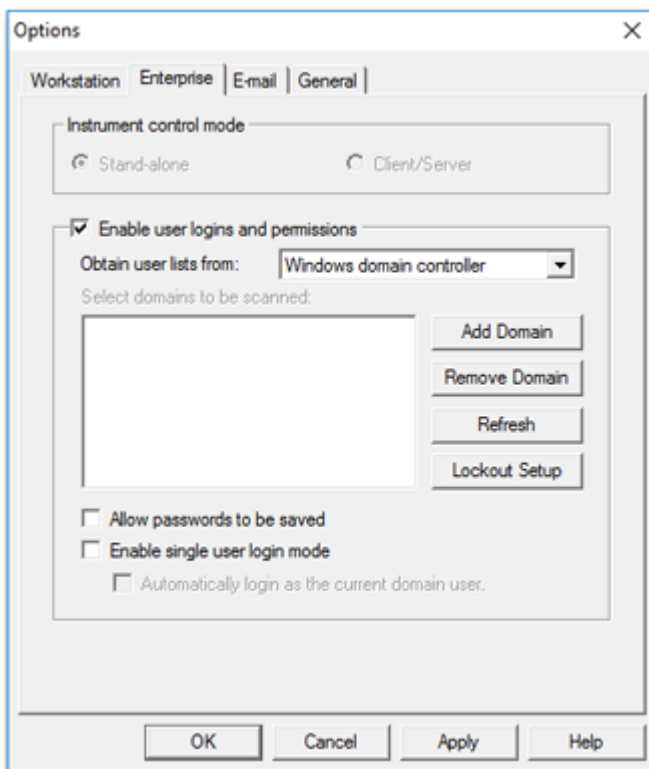 Options
Workstation Enterprise E-mail General
Instrument control mode
Stand-alone Client/Server
Enable user logins and permissions
Obtain user lists from: Windows domain controller
Select domains to be scanned:
Add Domain
Remove Domain
Refresh
Lockout Setup
Allow passwords to be saved
Enable single user login mode
Automatically login as the current domain user.
OK Cancel Apply Help